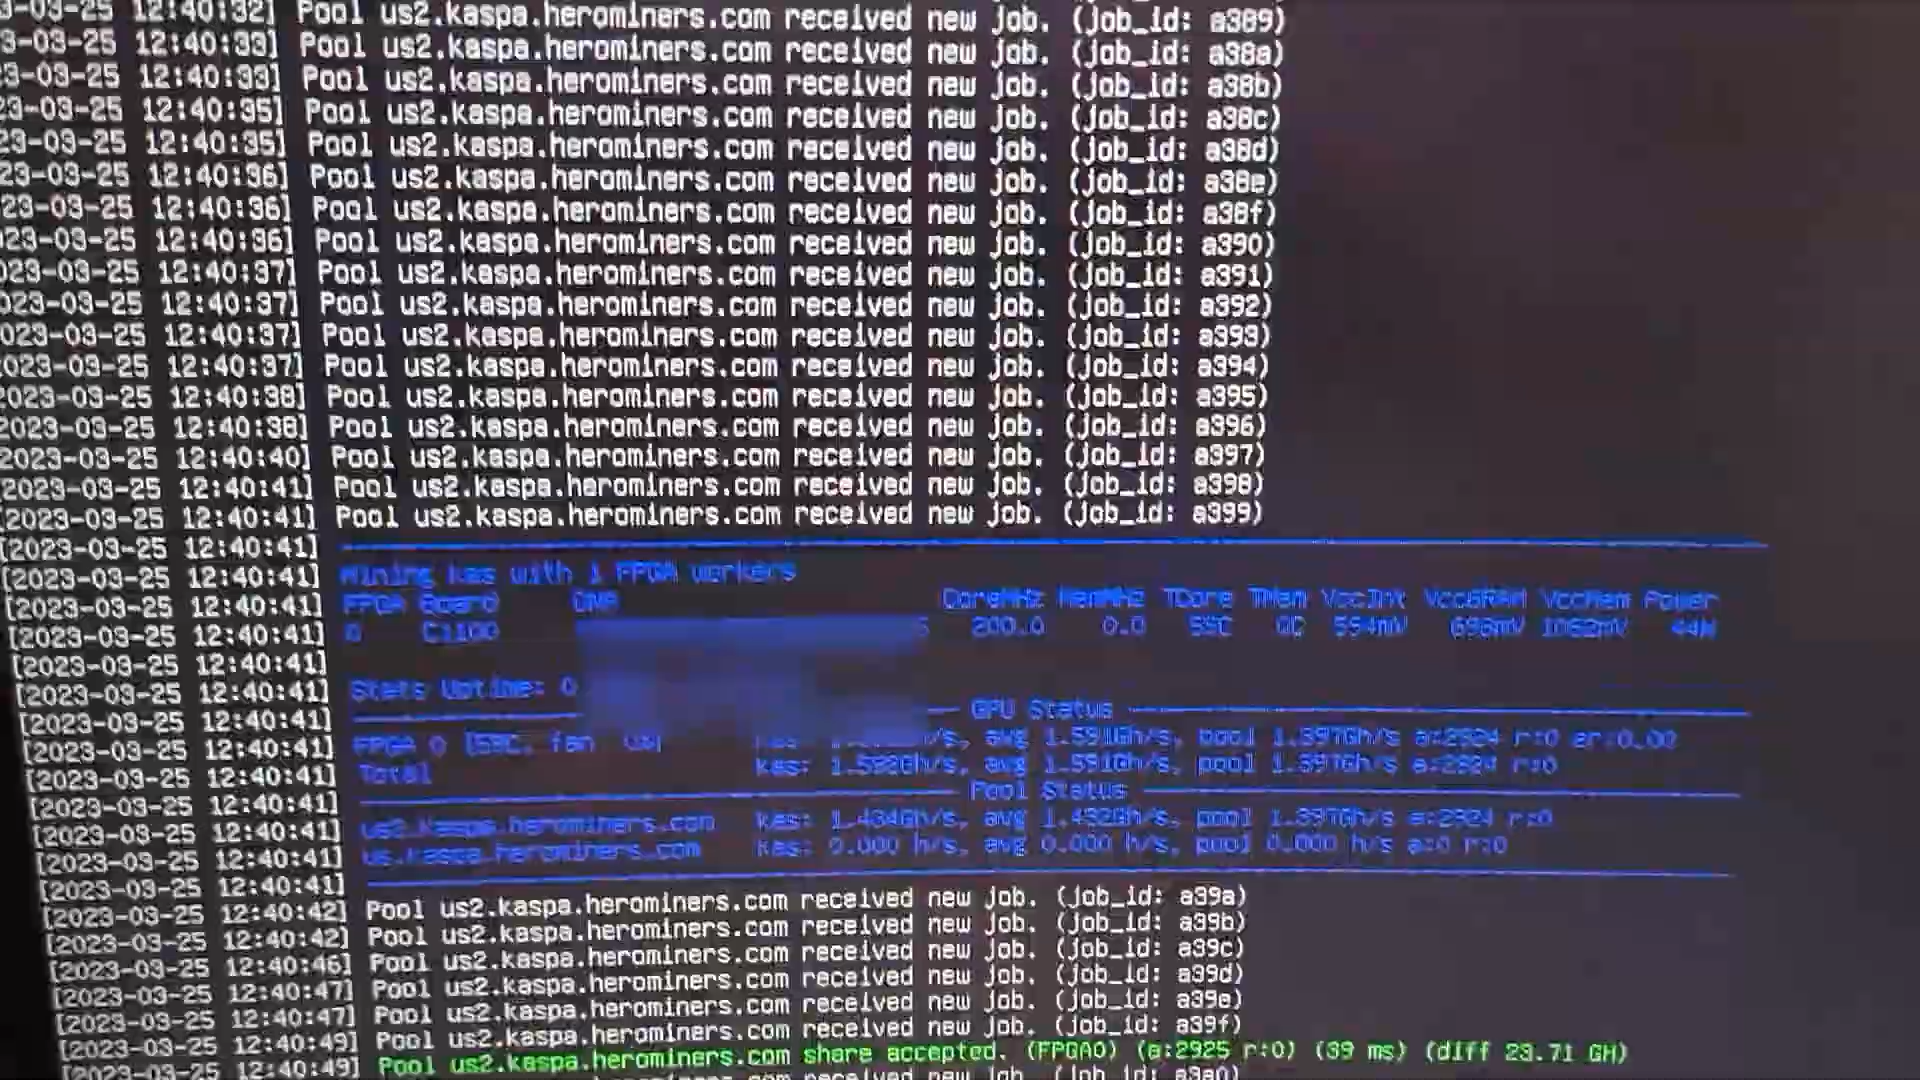 3-03-25 12:40:32] Pool us2.kaspa.herominers.com received new job. (job_id: a389)
3-03-25 12:40:33] Pool us2.kaspa.herominers.com received new job. (job_id: a38a)
3-03-25 12:40:33] Pool us2.kaspa.herominers.com received new job. (job_id: a38b)
23-03-25 12:40:35] Pool us2.kaspa.herominers.com received new job. (job_id: a38c)
23-03-25 12:40:35] Pool us2.kaspa.herominers.com received new job. (job_id: a38d)
23-03-25 12:40:36] Pool us2.kaspa.herominers.com received new job. (job_id: a38e)
23-03-25 12:40:36] Pool us2.kaspa.herominers.com received new job. (job_id: a38f)
023-03-25 12:40:36] Pool us2.kaspa.herominers.com received new job. (job_id: a390)
023-03-25 12:40:37] Pool us2.kaspa.herominers.com received new job. (job_id: a391)
023-03-25 12:40:37] Pool us2.kaspa.herominers.com received new job. (job_id: a392)
2023-03-25 12:40:37] Pool us2.kaspa.herominers.com received new job. (job_id: a393)
2023-03-25 12:40:37] Pool us2.kaspa.herominers.com received new job. (job_id: a394)
2023-03-25 12:40:38] Pool us2.kaspa.herominers.com received new job. (job_id: a395)
2023-03-25 12:40:38] Pool us2.kaspa.herominers.com received new job. (job_id: a396)
2023-03-25 12:40:40] Pool us2.kaspa.herominers.com received new job. (job_id: a397)
[2023-03-25 12:40:41] Pool us2.kaspa.herominers.com received new job. (job_id: a398)
[2023-03-25 12:40:41] Pool us2.kaspa.herominers.com received new job. (job_id: a399)
[2023-03-25 12:40:41]
[2023-03-25 12:40:41] Mining kas with 1 FPGA workers
[2023-03-25 12:40:41] FPGA Board DNA CoreMHz MemMHz TCore TMem VccInt VccBRAM VccMem Power
[2023-03-25 12:40:41] 0 C1100 200.0 0.0 59C 0C 594mV 698mV 44W
[2023-03-25 12:40:41]
[2023-03-25 12:40:41] Stats Uptime: 0
[2023-03-25 12:40:41] GPU Status
[2023-03-25 12:40:41] FPGA 0 [59C, fan avg 1.591Gh/s, pool 1.397Gh/s a:2924 r:0 er:0.00
[2023-03-25 12:40:41] Total kas: 1.592Gh/s, avg 1.591Gh/s, pool 1.397Gh/s a:2924 r:0
[2023-03-25 12:40:41] Pool Status
[2023-03-25 12:40:41] us2.kaspa.herominers.com kas: 1.434Gh/s, avg 1.432Gh/s, pool 1.397Gh/s a:2924 r:0
[2023-03-25 12:40:41] us.kaspa.herominers.com kas: 0.000 h/s, avg 0.000 h/s, pool 0.000 h/s a:0 r:0
[2023-03-25 12:40:41]
[2023-03-25 12:40:42] Pool us2.kaspa.herominers.com received new job. (job_id: a39a)
[2023-03-25 12:40:42] Pool us2.kaspa.herominers.com received new job. (job_id: a39b)
[2023-03-25 12:40:46] Pool us2.kaspa.herominers.com received new job. (job_id: a39c)
[2023-03-25 12:40:47] Pool us2.kaspa.herominers.com received new job. (job_id: a39d)
[2023-03-25 12:40:47] Pool us2.kaspa.herominers.com received new job. (job_id: a39e)
[2023-03-25 12:40:49] Pool us2.kaspa.herominers.com received new job. (job_id: a39f)
[2023-03-25 12:40:49] Pool us2.kaspa.herominers.com share accepted. (FPGA0) (a:2925 r:0) (39 ms) (diff 23.71 GH)
received new job. (job_id: a3a0)